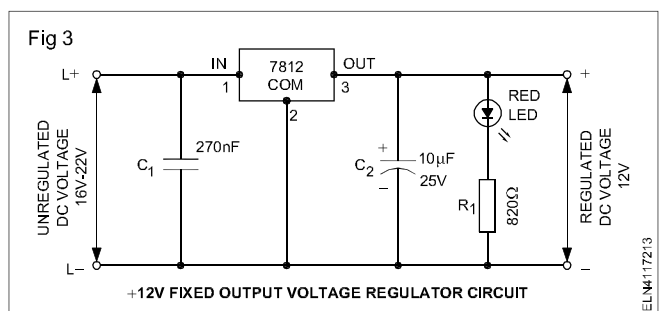 Fig 3
L+
IN
1
7812
COM
2
OUT
3
+
RED
LED
UNREGULATED
DC VOLTAGE
16V-22V
C1
270nF
+
C2
10µF
25V
–
R1
820Ω
REGULATED
DC VOLTAGE
12V
L–
–
+12V FIXED OUTPUT VOLTAGE REGULATOR CIRCUIT
ELN4117213